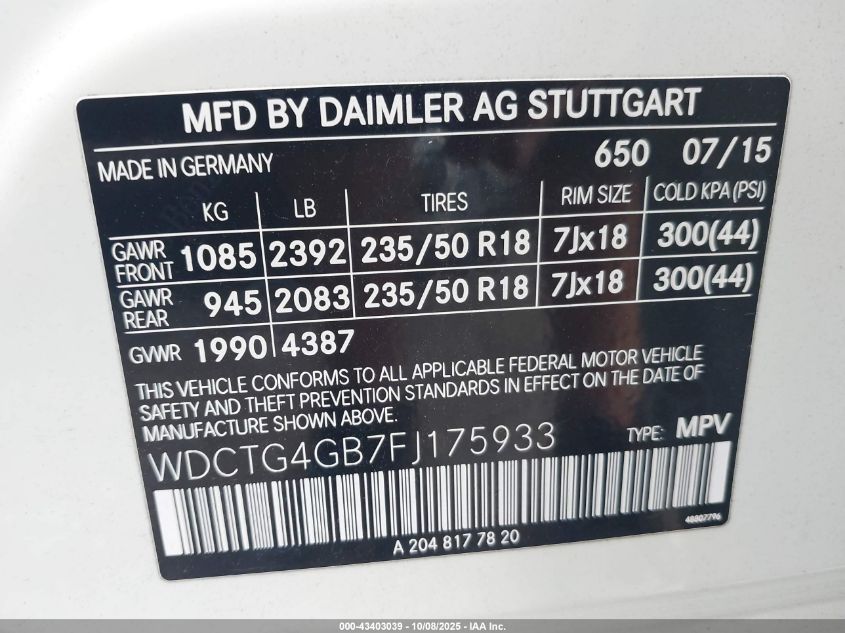 MFD BY DAIMLER AG STUTTGART
MADE IN GERMANY 650 07/15
KG LB TIRES RIM SIZE COLD KPA (PSI)
GAWR FRONT 1085 2392 235/50 R18 7Jx18 300(44)
GAWR REAR 945 2083 235/50 R18 7Jx18 300(44)
GVWR 1990 4387
THIS VEHICLE CONFORMS TO ALL APPLICABLE FEDERAL MOTOR VEHICLE
SAFETY AND THEFT PREVENTION STANDARDS IN EFFECT ON THE DATE OF
MANUFACTURE SHOWN ABOVE.
WDCTG4GB7FJ175933 TYPE: MPV
48807796
A 204 817 78 20
000-43403039 - 10/08/2025 - IAA Inc.